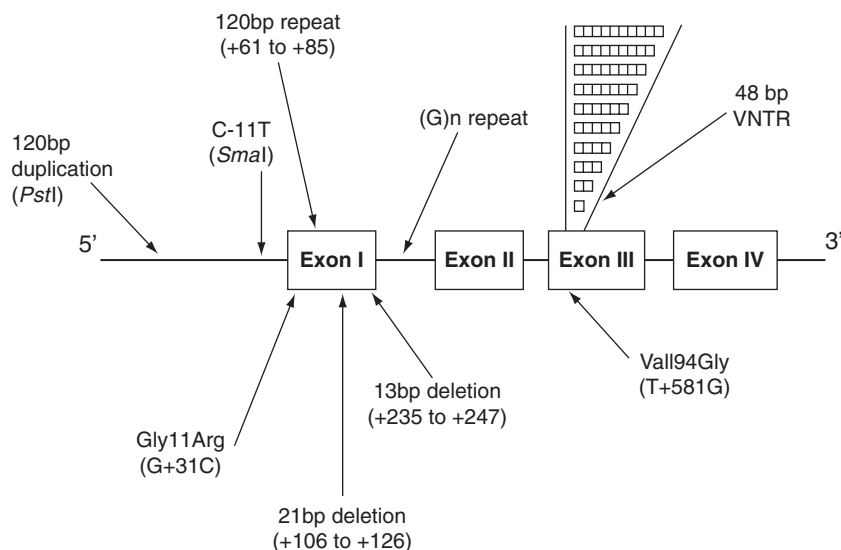 120bp repeat
(+61 to +85)
48 bp
VNTR
(G)n repeat
C-11T
(SmaI)
120bp
duplication
(PstI)
5’
3’
Exon I
Exon II
Exon III
Exon IV
Vall94Gly
(T+581G)
13bp deletion
(+235 to +247)
Gly11Arg
(G+31C)
21bp deletion
(+106 to +126)